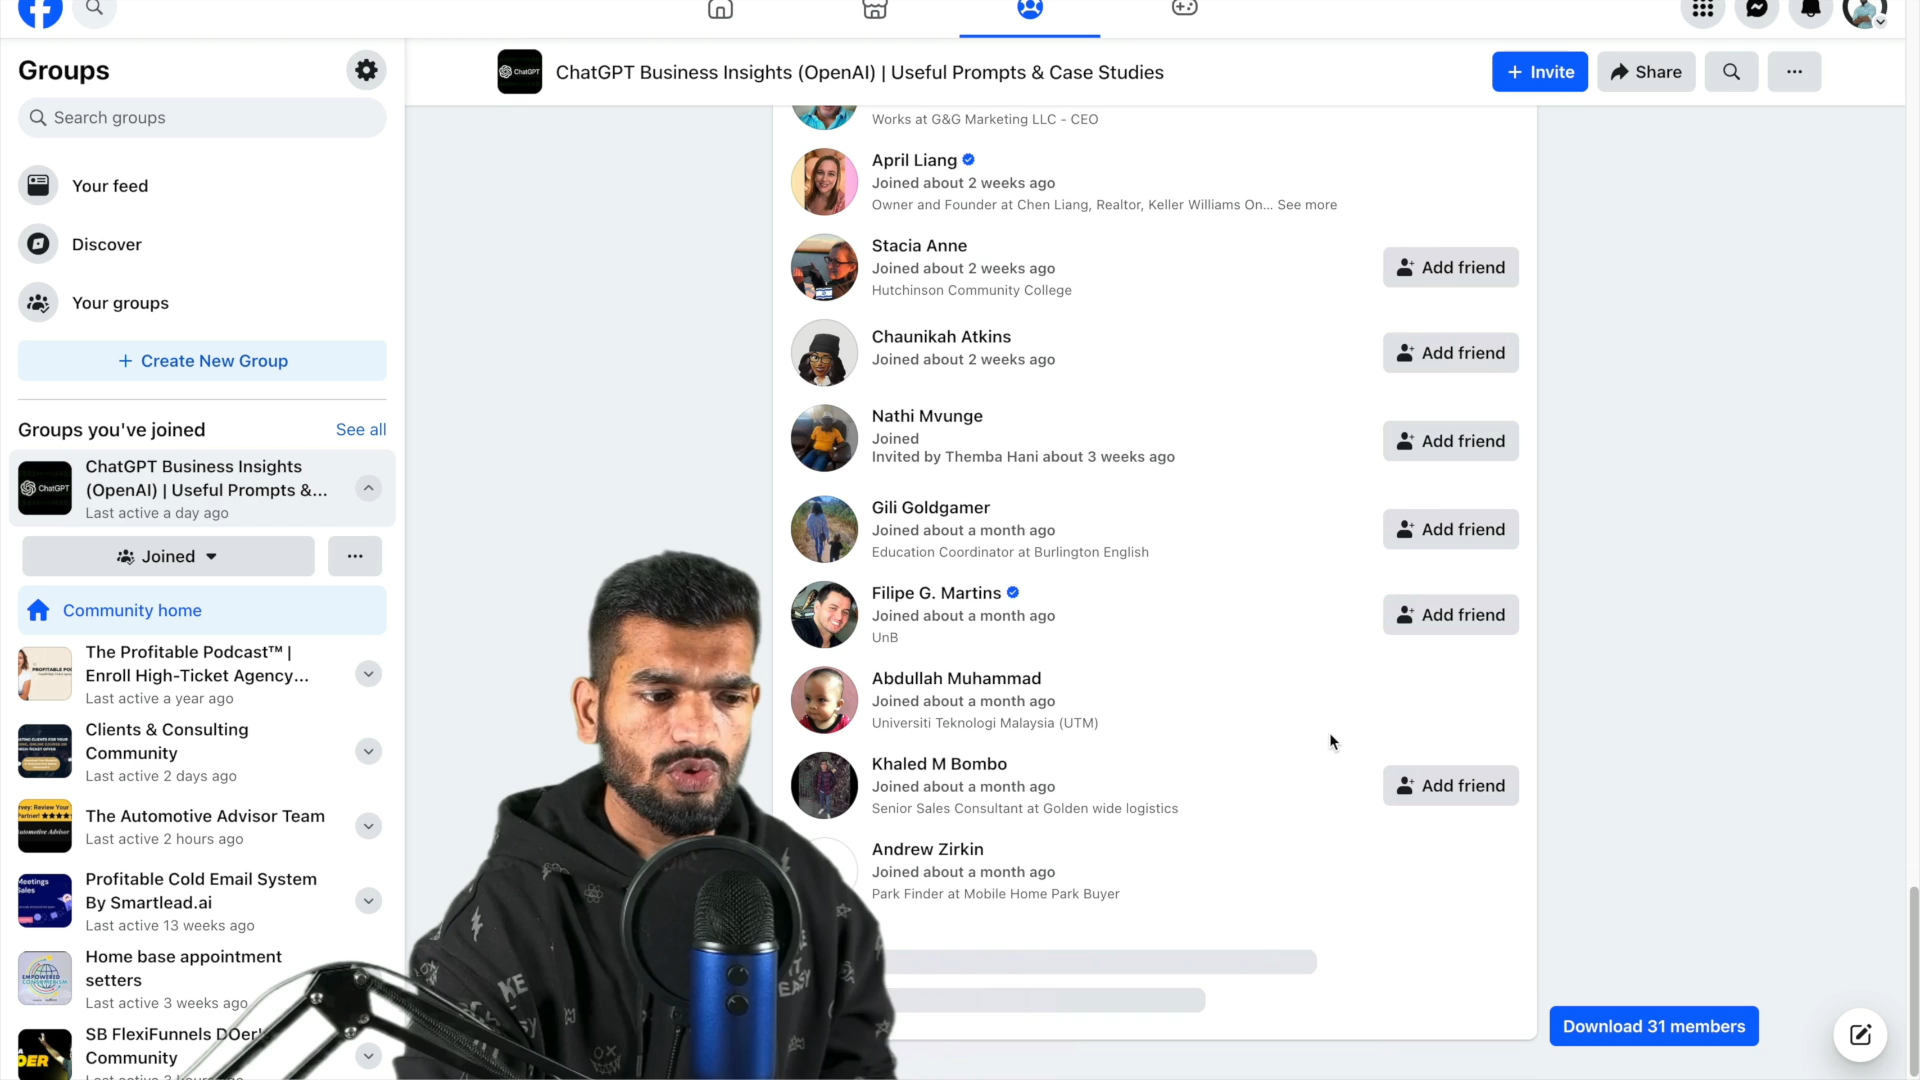 Groups
Search groups
Your feed
Discover
Your groups
+ Create New Group
Groups you've joined
See all
ChatGPT
ChatGPT Business Insights
(OpenAI) | Useful Prompts &...
Last active a day ago
Joined
Community home
The Profitable Podcast™ |
Enroll High-Ticket Agency...
Last active a year ago
Clients & Consulting
Community
Last active 2 days ago
The Automotive Advisor Team
Last active 2 hours ago
Profitable Cold Email System
By Smartlead.ai
Last active 13 weeks ago
Home base appointment
setters
Last active 3 weeks ago
SB FlexiFunnels DOer'
Community
ChatGPT
ChatGPT Business Insights (OpenAI) | Useful Prompts & Case Studies
+ Invite
Share
Works at G&G Marketing LLC - CEO
April Liang
Joined about 2 weeks ago
Owner and Founder at Chen Liang, Realtor, Keller Williams On... See more
Stacia Anne
Joined about 2 weeks ago
Hutchinson Community College
Add friend
Chaunikah Atkins
Joined about 2 weeks ago
Add friend
Nathi Mvunge
Joined
Invited by Themba Hani about 3 weeks ago
Add friend
Gili Goldgamer
Joined about a month ago
Education Coordinator at Burlington English
Add friend
Filipe G. Martins
Joined about a month ago
UnB
Add friend
Abdullah Muhammad
Joined about a month ago
Universiti Teknologi Malaysia (UTM)
Khaled M Bombo
Joined about a month ago
Senior Sales Consultant at Golden wide logistics
Add friend
Andrew Zirkin
Joined about a month ago
Park Finder at Mobile Home Park Buyer
Download 31 members